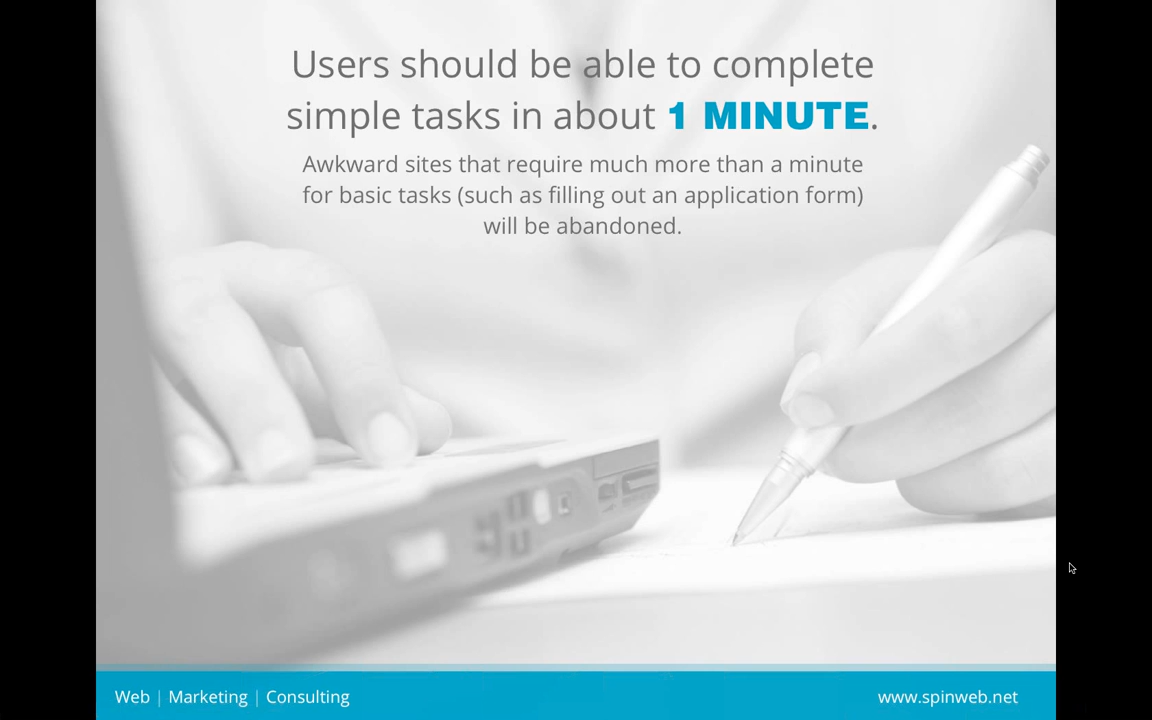 Users should be able to complete
simple tasks in about 1 MINUTE.
Awkward sites that require much more than a minute
for basic tasks (such as filling out an application form)
will be abandoned.
Web | Marketing | Consulting
www.spinweb.net